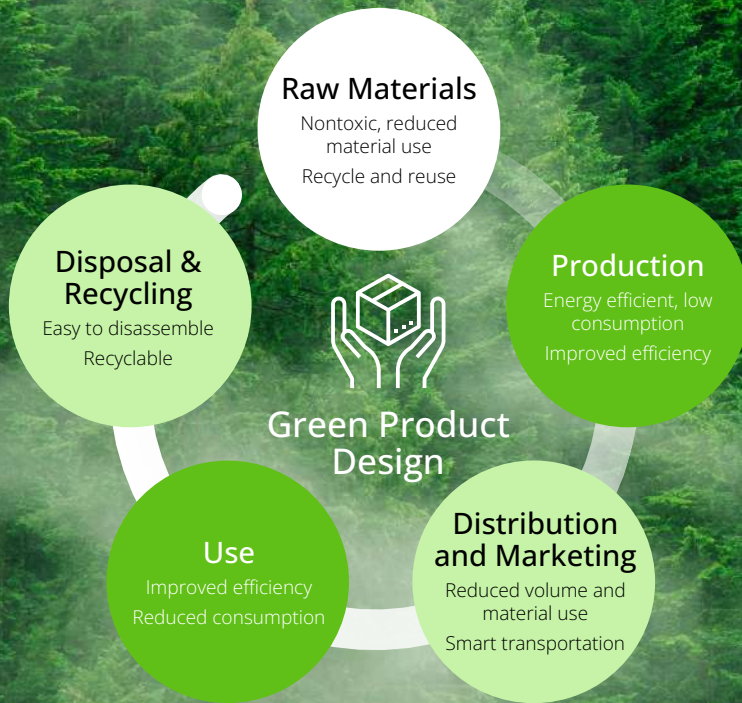 Raw Materials
Nontoxic, reduced
material use
Recycle and reuse
Production
Energy efficient, low
consumption
Improved efficiency
Distribution
and Marketing
Reduced volume and
material use
Smart transportation
Use
Improved efficiency
Reduced consumption
Disposal &
Recycling
Easy to disassemble
Recyclable
Green Product
Design